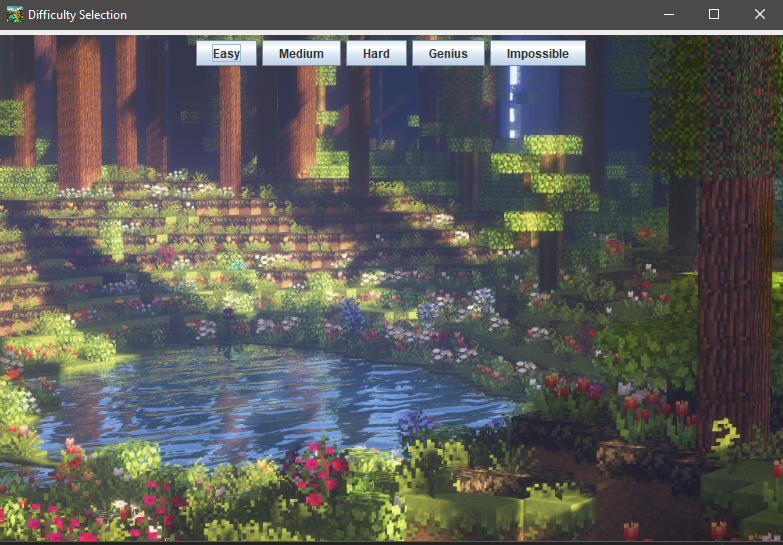 Difficulty Selection
Easy Medium Hard Genius Impossible